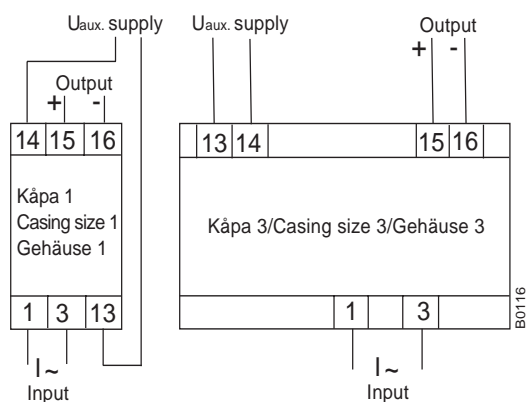 Uaux. supply
Output
+ -
14 15 16
Kåpa 1
Casing size 1
Gehäuse 1
1 3 13
I~
Input
Uaux. supply
Output
+ -
13 14 15 16
Kåpa 3/Casing size 3/Gehäuse 3
1 3
I~
Input
B0116